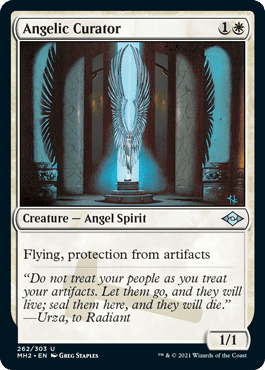 Angelic Curator 1
Creature — Angel Spirit
Flying, protection from artifacts
“Do not treat your people as you treat
your artifacts. Let them go, and they will
live; seal them here, and they will die.”
—Urza, to Radiant
1/1
262/303 U
MH2 • EN Greg Staples ™ & © 2021 Wizards of the Coast